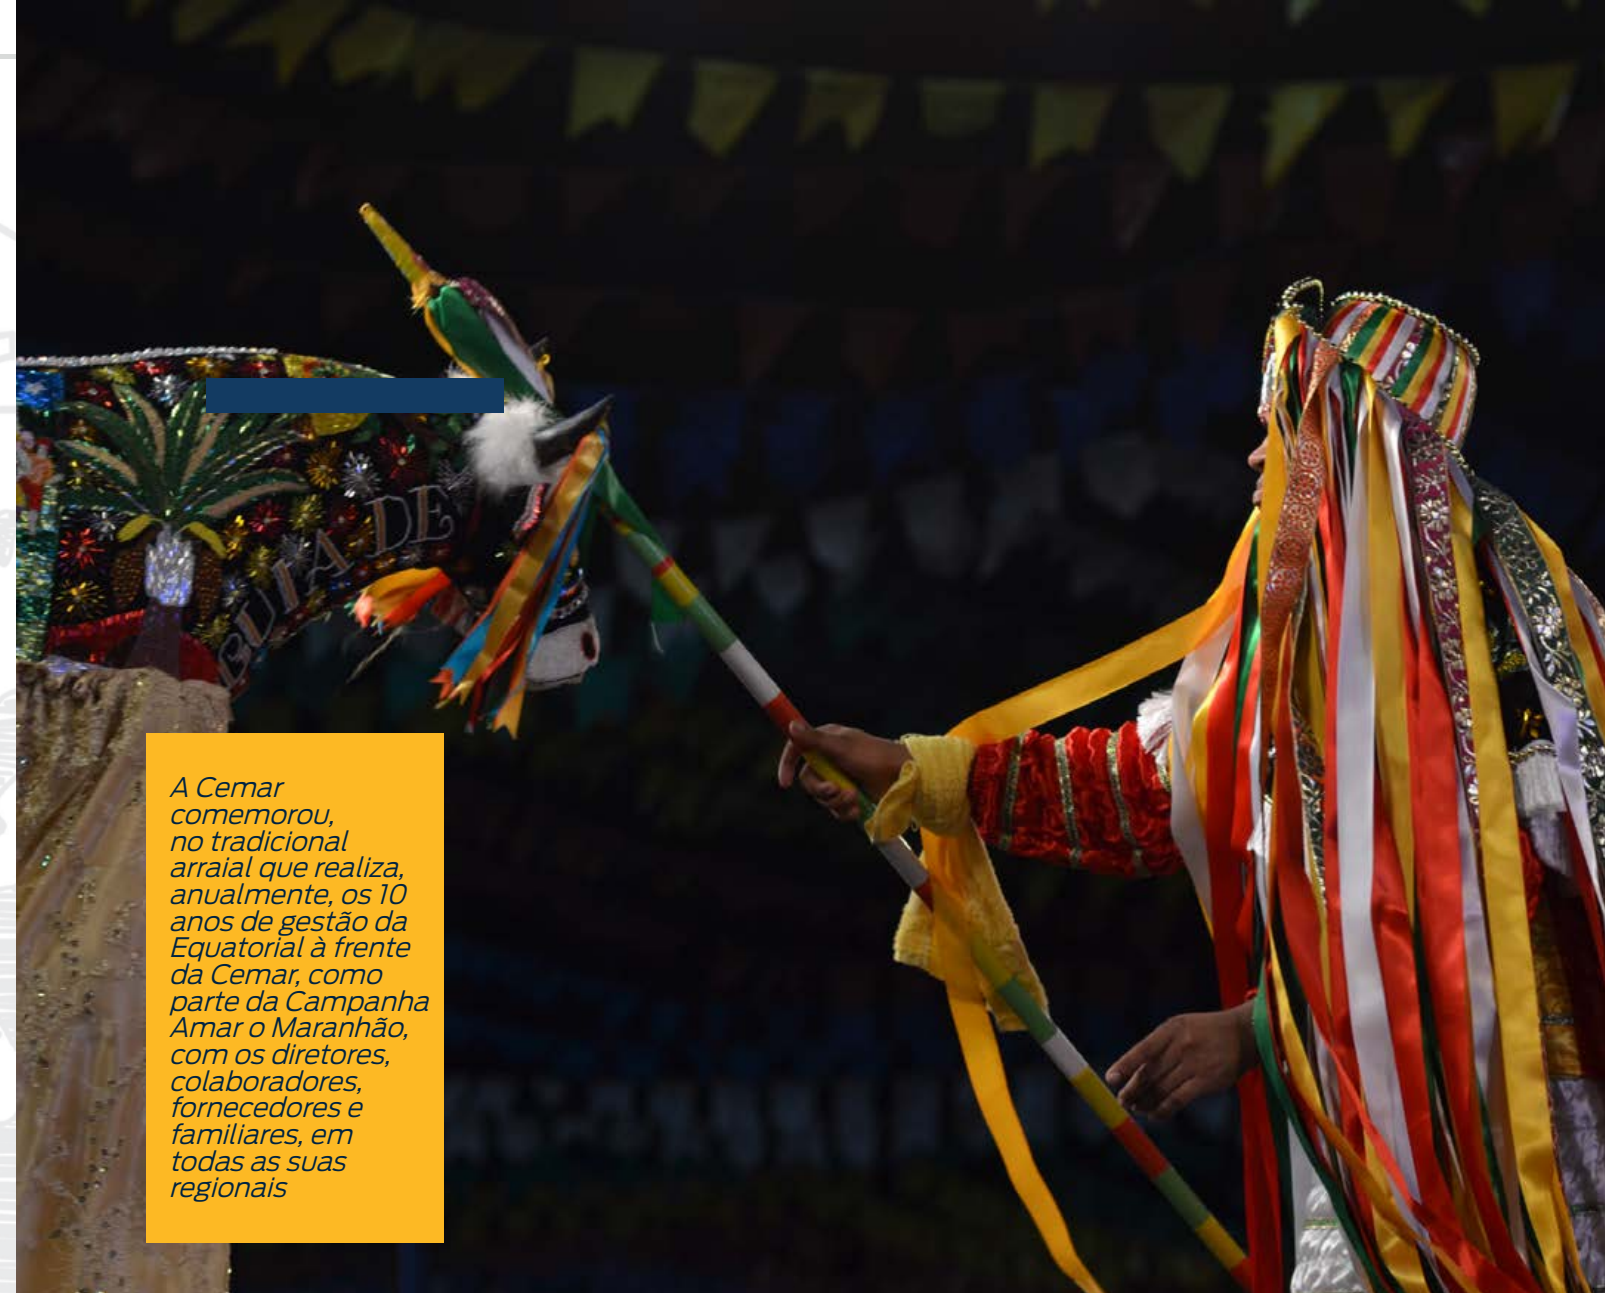 BUIA DE
A Cemar
comemorou,
no tradicional
arraial que realiza,
anualmente, os 10
anos de gestão da
Equatorial à frente
da Cemar, como
parte da Campanha
Amar o Maranhão,
com os diretores,
colaboradores,
fornecedores e
familiares, em
todas as suas
regionais